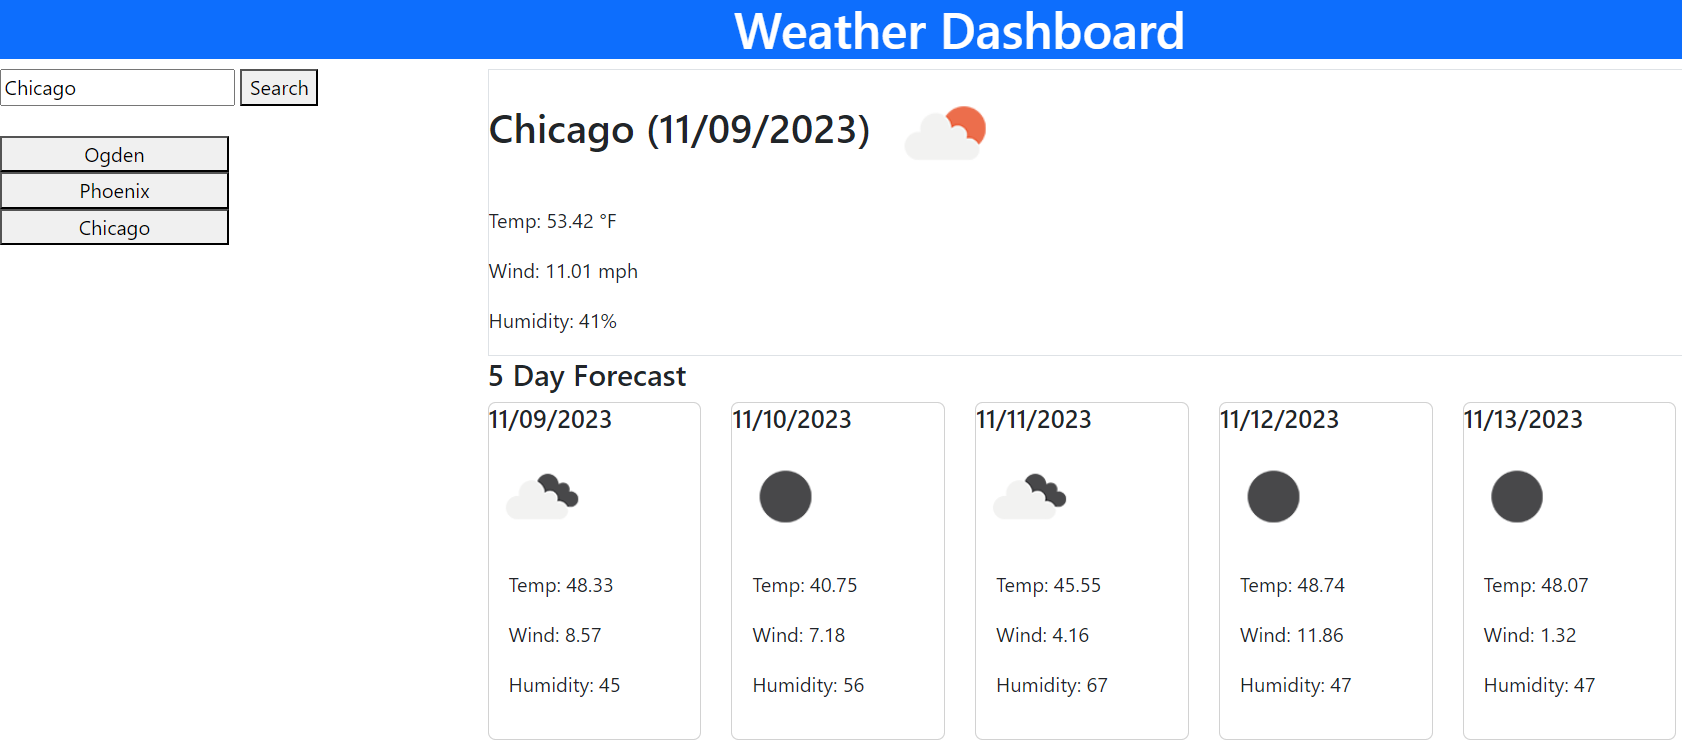 Weather Dashboard
Chicago
Search
Ogden
Phoenix
Chicago
Chicago (11/09/2023)
Temp: 53.42 °F
Wind: 11.01 mph
Humidity: 41%
5 Day Forecast
11/09/2023
Temp: 48.33
Wind: 8.57
Humidity: 45
11/10/2023
Temp: 40.75
Wind: 7.18
Humidity: 56
11/11/2023
Temp: 45.55
Wind: 4.16
Humidity: 67
11/12/2023
Temp: 48.74
Wind: 11.86
Humidity: 47
11/13/2023
Temp: 48.07
Wind: 1.32
Humidity: 47